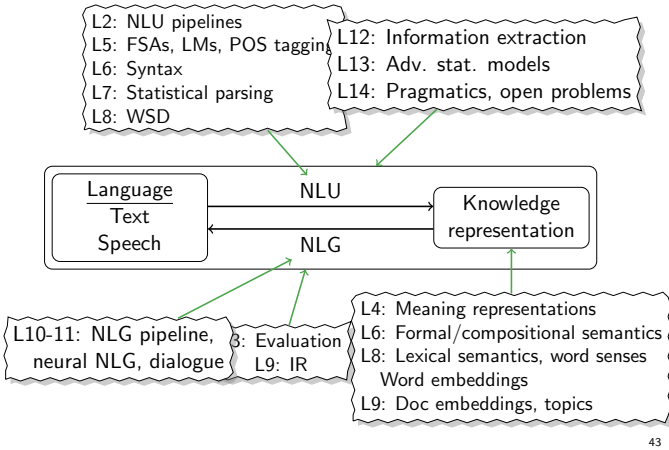 L2: NLU pipelines
L5: FSAs, LMs, POS tagging
L6: Syntax
L7: Statistical parsing
L8: WSD
L12: Information extraction
L13: Adv. stat. models
L14: Pragmatics, open problems
Language
Text
Speech
NLU
NLG
Knowledge
representation
L10-11: NLG pipeline,
neural NLG, dialogue
3: Evaluation
L9: IR
L4: Meaning representations
L6: Formal/compositional semantics
L8: Lexical semantics, word senses
Word embeddings
L9: Doc embeddings, topics
43